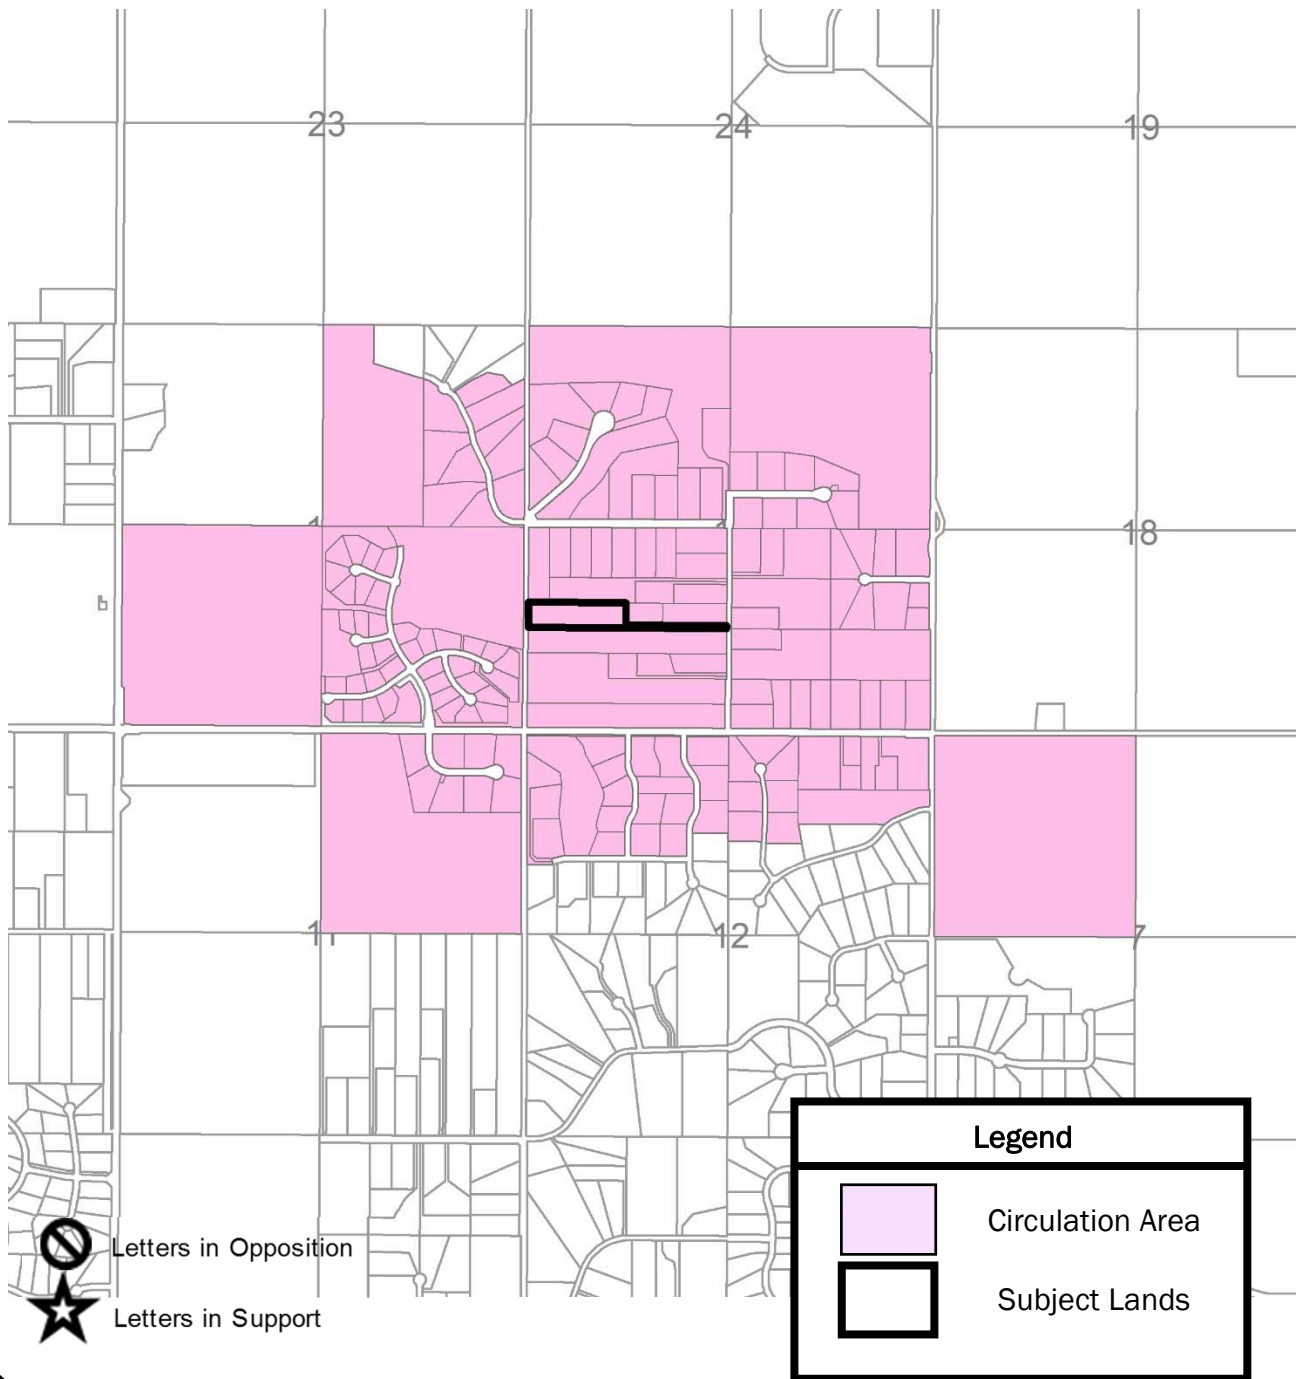 23
24
19
18
11
12
7
Legend
Circulation Area
Subject Lands
Letters in Opposition
Letters in Support